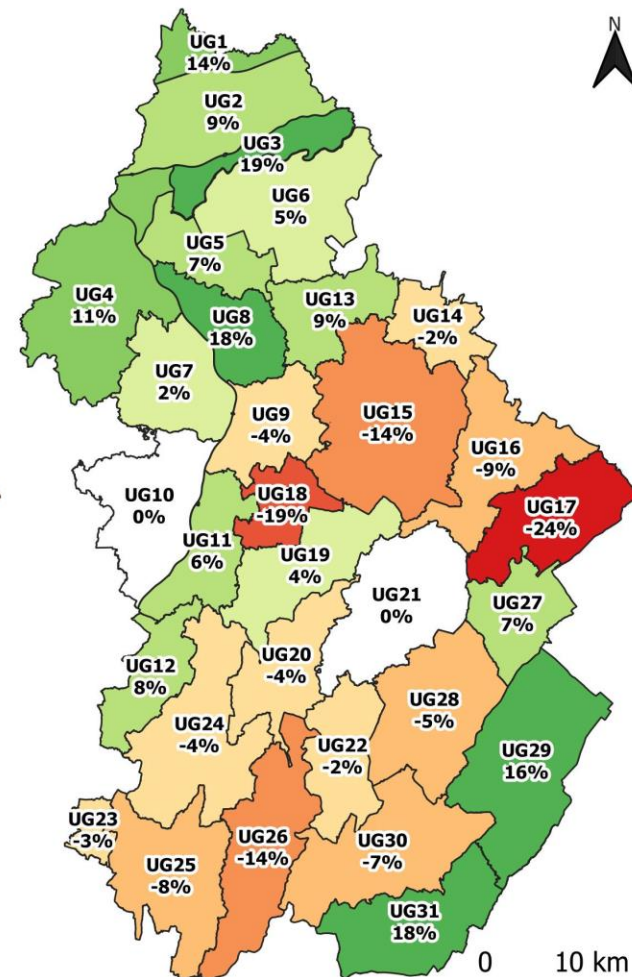 N
UG1
14%
UG2
9%
UG3
19%
UG6
5%
UG5
7%
UG4
11%
UG8
18%
UG13
9%
UG14
-2%
UG7
2%
UG9
-4%
UG15
-14%
UG16
-9%
UG10
0%
UG18
-19%
UG17
-24%
UG11
6%
UG19
4%
UG21
0%
UG27
7%
UG12
8%
UG20
-4%
UG24
-4%
UG28
-5%
UG22
-2%
UG29
16%
UG23
-3%
UG25
-8%
UG26
-14%
UG30
-7%
UG31
18%
0 10 km